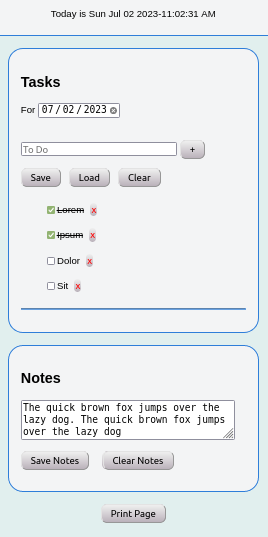 Today is Sun Jul 02 2023-11:02:31 AM
Tasks
For 07/02/2023
To Do +
Save Load Clear
Lorem x
Ipsum x
Dolor x
Sit x
Notes
The quick brown fox jumps over the
lazy dog. The quick brown fox jumps
over the lazy dog
Save Notes Clear Notes
Print Page